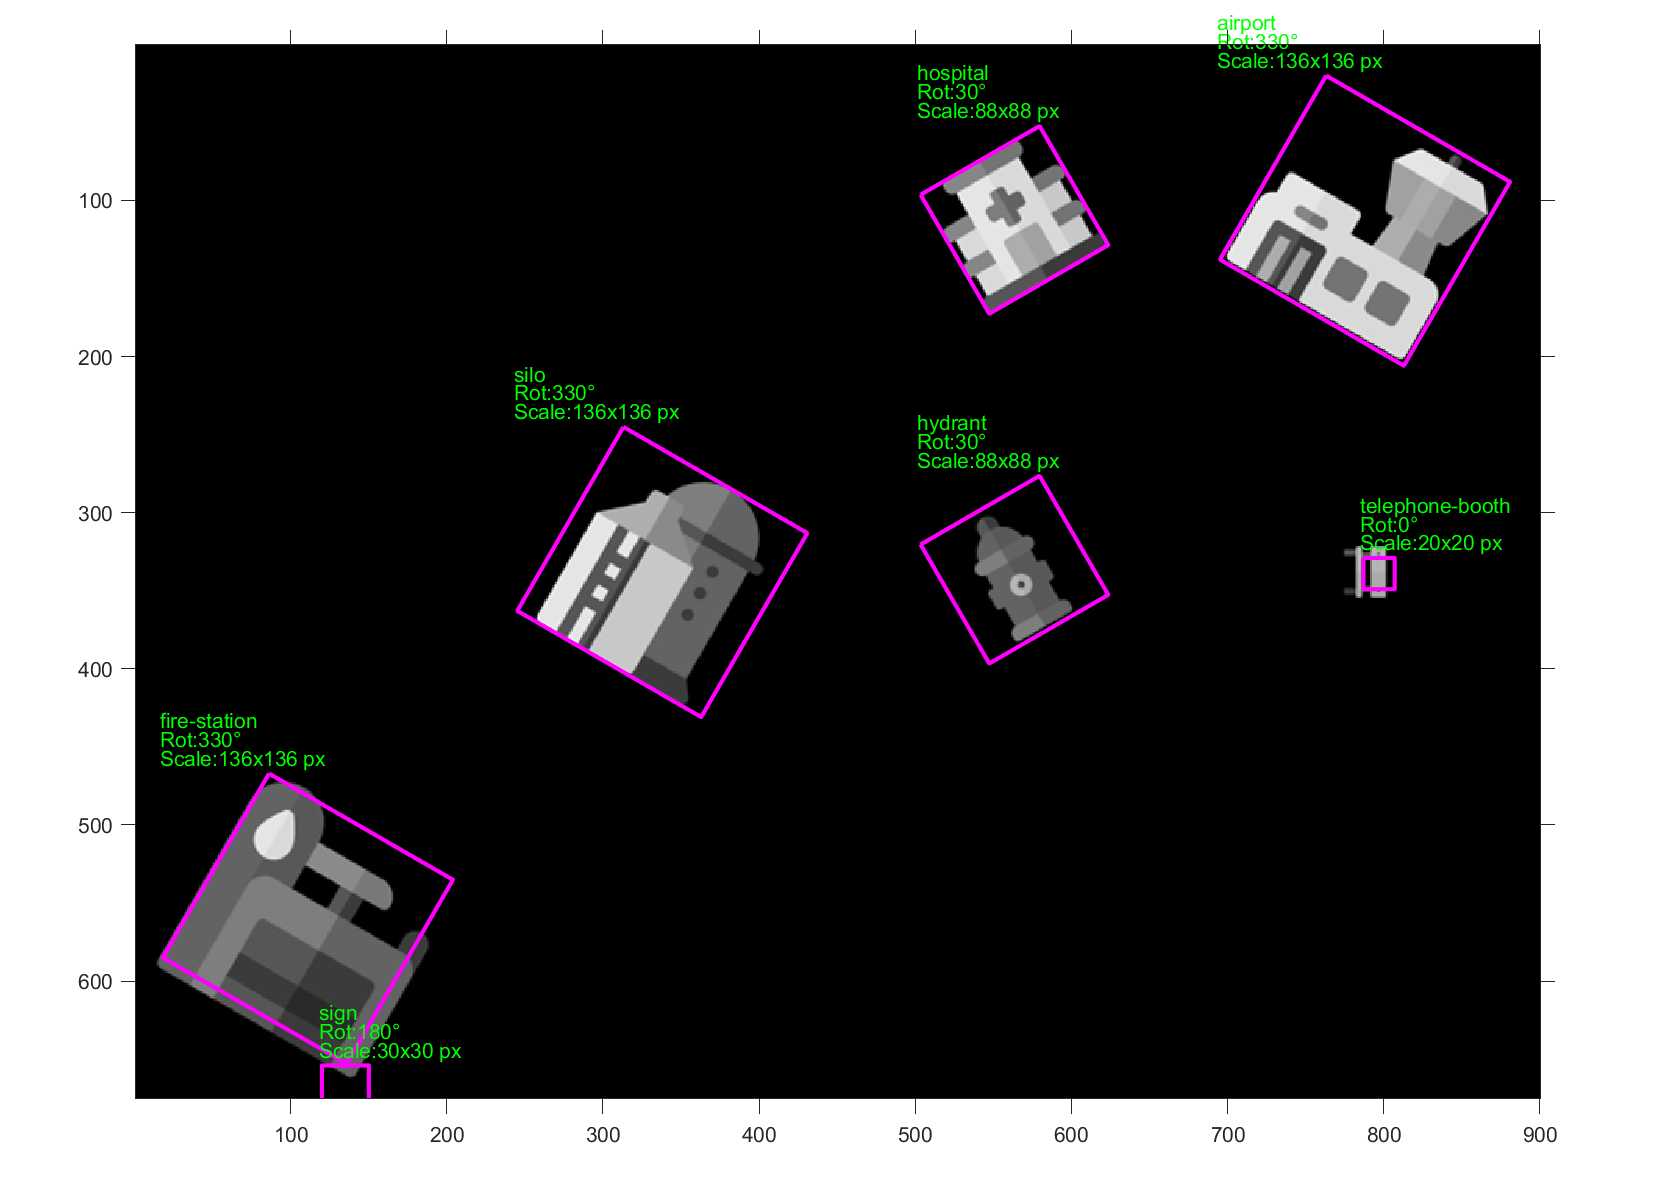 airport
Rot:330°
Scale:136x136 px
hospital
Rot:30°
Scale:88x88 px
100
200
silo
Rot:330°
Scale:136x136 px
hydrant
Rot:30°
Scale:88x88 px
telephone-booth
Rot:0°
Scale:20x20 px
300
400
fire-station
Rot:330°
Scale:136x136 px
500
600
sign
Rot:180°
Scale:30x30 px
100 200 300 400 500 600 700 800 900